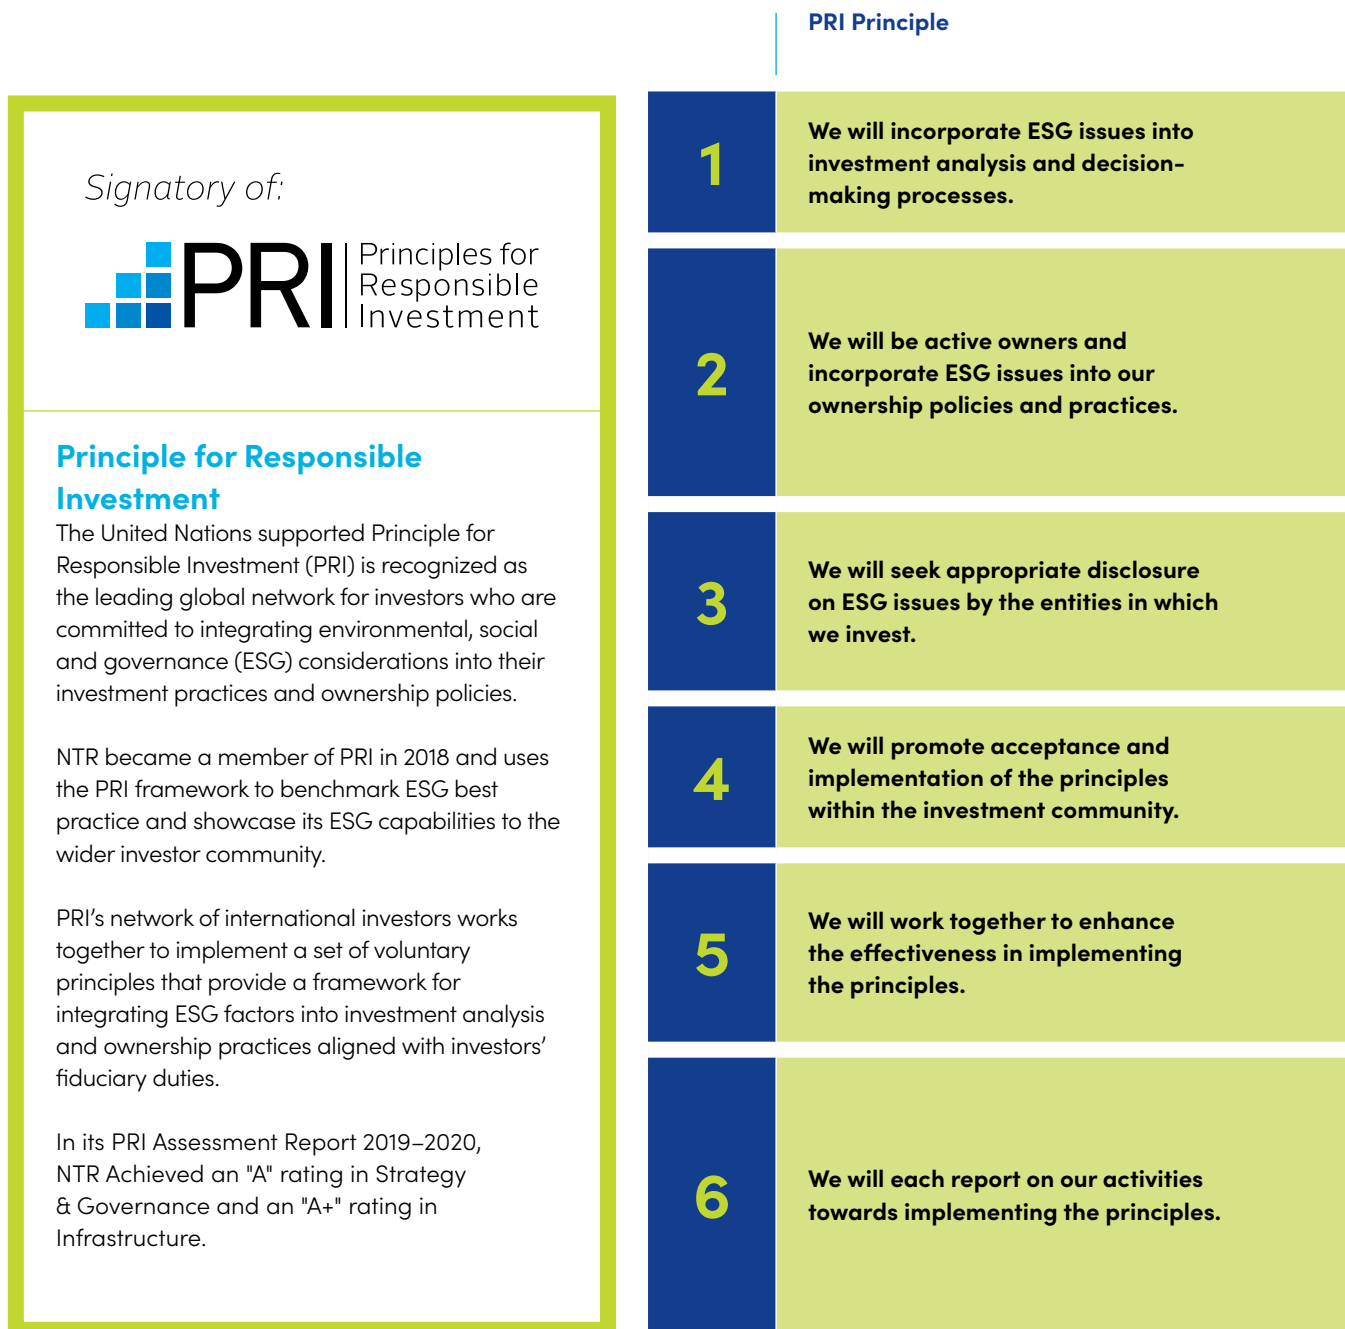 Signatory of:
PRI
Principles for
Responsible
Investment
Principle for Responsible
Investment
The United Nations supported Principle for
Responsible Investment (PRI) is recognized as
the leading global network for investors who are
committed to integrating environmental, social
and governance (ESG) considerations into their
investment practices and ownership policies.
NTR became a member of PRI in 2018 and uses
the PRI framework to benchmark ESG best
practice and showcase its ESG capabilities to the
wider investor community.
PRI’s network of international investors works
together to implement a set of voluntary
principles that provide a framework for
integrating ESG factors into investment analysis
and ownership practices aligned with investors’
fiduciary duties.
In its PRI Assessment Report 2019–2020,
NTR Achieved an "A" rating in Strategy
& Governance and an "A+" rating in
Infrastructure.
PRI Principle
1
We will incorporate ESG issues into
investment analysis and decision-
making processes.
2
We will be active owners and
incorporate ESG issues into our
ownership policies and practices.
3
We will seek appropriate disclosure
on ESG issues by the entities in which
we invest.
4
We will promote acceptance and
implementation of the principles
within the investment community.
5
We will work together to enhance
the effectiveness in implementing
the principles.
6
We will each report on our activities
towards implementing the principles.